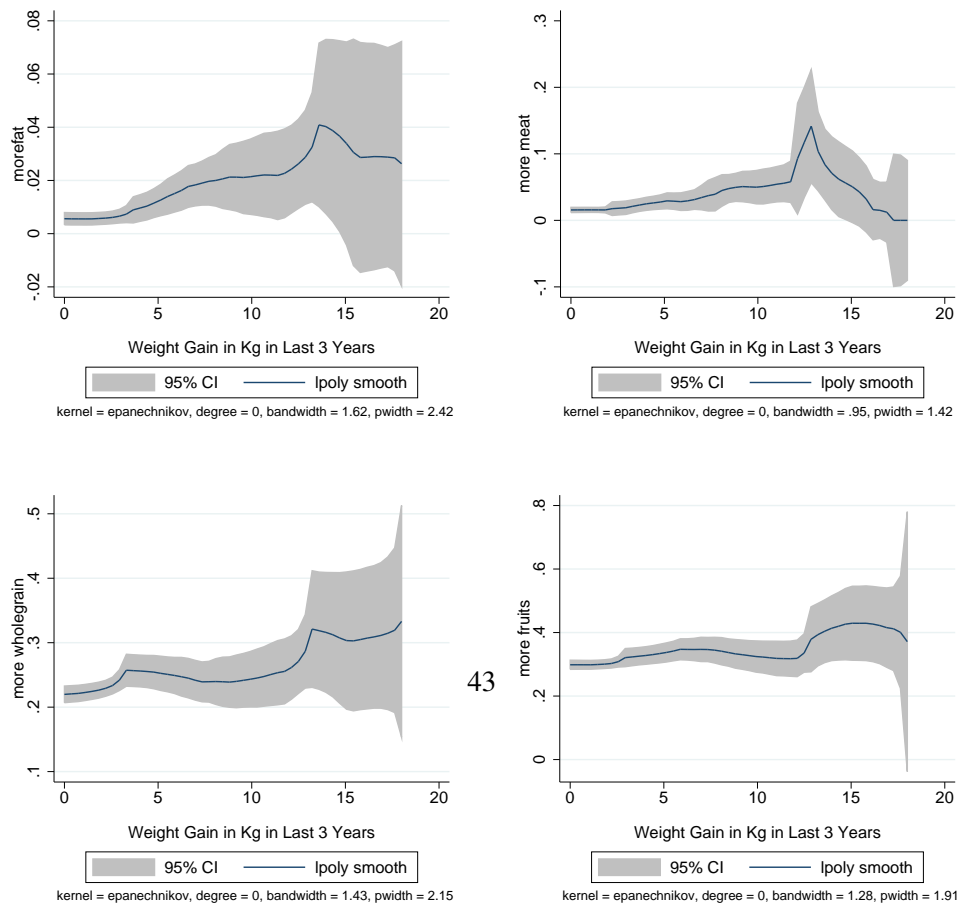 .08
.06
.04
.02
0
-.02
morefat
0 5 10 15 20
Weight Gain in Kg in Last 3 Years
95% CI lpoly smooth
kernel = epanechnikov, degree = 0, bandwidth = 1.62, pwidth = 2.42
.3
.2
.1
0
-.1
more meat
0 5 10 15 20
Weight Gain in Kg in Last 3 Years
95% CI lpoly smooth
kernel = epanechnikov, degree = 0, bandwidth = .95, pwidth = 1.42
.5
.4
.3
.2
.1
more wholegrain
0 5 10 15 20
Weight Gain in Kg in Last 3 Years
95% CI lpoly smooth
kernel = epanechnikov, degree = 0, bandwidth = 1.43, pwidth = 2.15
43
.8
.6
.4
.2
0
more fruits
0 5 10 15 20
Weight Gain in Kg in Last 3 Years
95% CI lpoly smooth
kernel = epanechnikov, degree = 0, bandwidth = 1.28, pwidth = 1.91